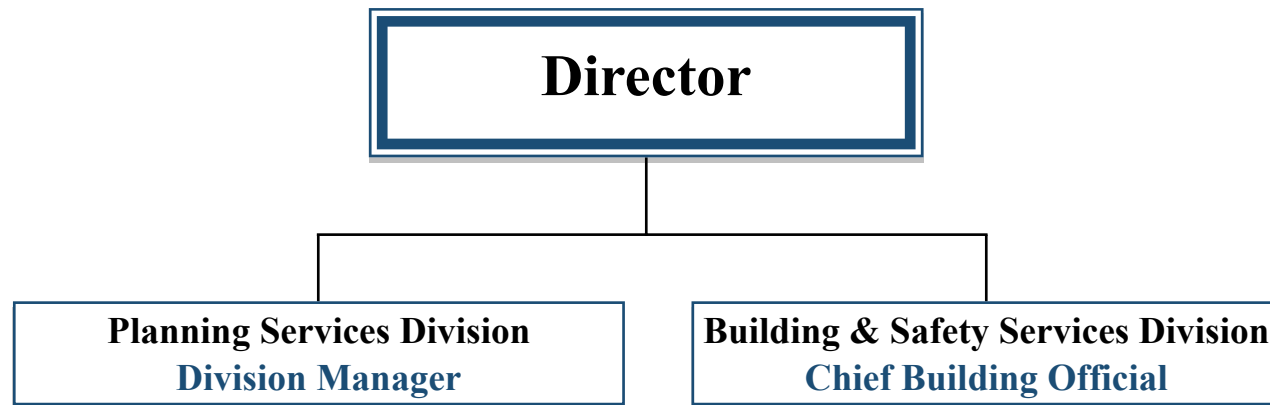 Director
Planning Services Division
Division Manager
Building & Safety Services Division
Chief Building Official